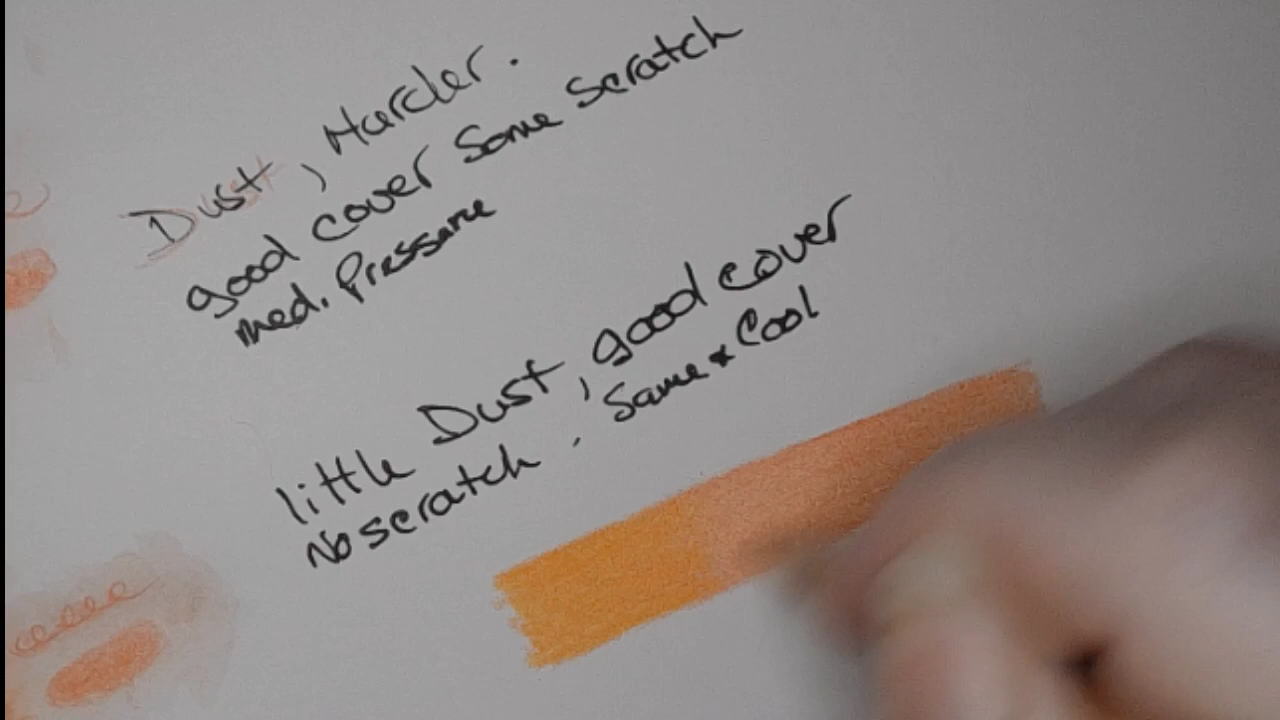 Dust, Harder.
good cover Some Scratch
med. Pressure
little Dust, good cover
No scratch. Same & Cool